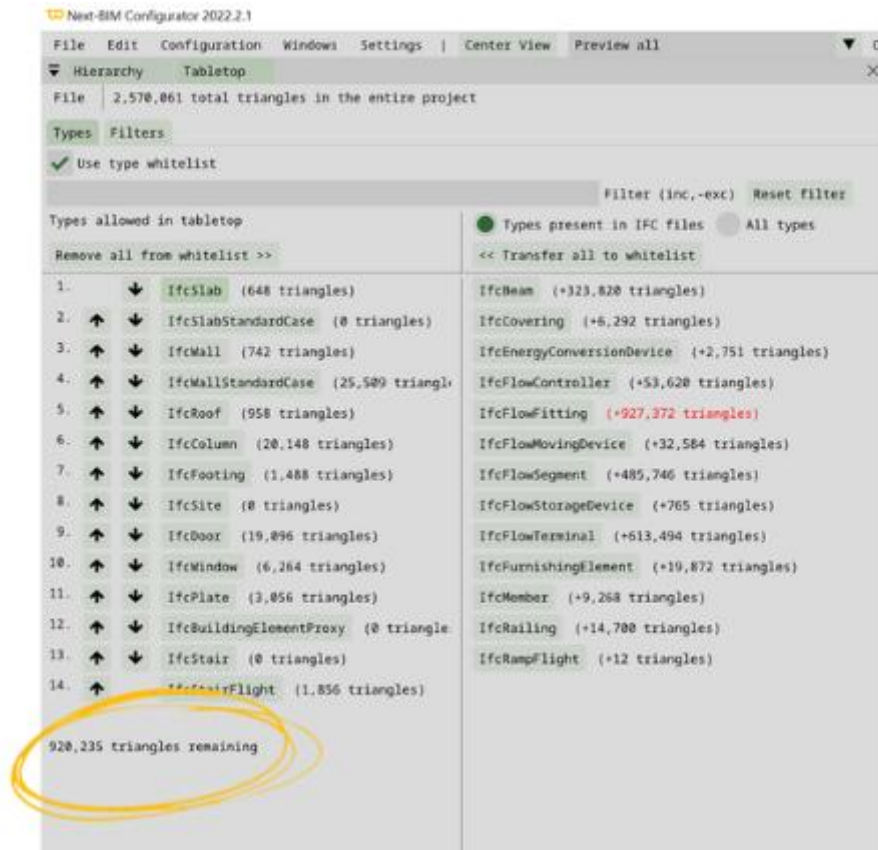 Next-BIM Configurator 2022.2.1
File Edit Configuration Windows Settings | Center View Preview all
Hierarchy Tabletop
File 2,570,061 total triangles in the entire project
Types Filters
Use type whitelist
Filter (inc,-exc) Reset filter
Types allowed in tabletop
Types present in IFC files All types
Remove all from whitelist >>
<< Transfer all to whitelist
1. IfcSlab (648 triangles)
2. IfcSlabStandardCase (0 triangles)
3. IfcWall (742 triangles)
4. IfcWallStandardCase (25,509 triangl
5. IfcRoof (958 triangles)
6. IfcColumn (20,148 triangles)
7. IfcFooting (1,488 triangles)
8. IfcSite (0 triangles)
9. IfcDoor (19,096 triangles)
10. IfcWindow (6,264 triangles)
11. IfcPlate (3,056 triangles)
12. IfcBuildingElementProxy (0 triangle
13. IfcStair (0 triangles)
14. IfcStairFlight (1,856 triangles)
920,235 triangles remaining
IfcBeam (+323,820 triangles)
IfcCovering (+6,292 triangles)
IfcEnergyConversionDevice (+2,751 triangles)
IfcFlowController (+53,620 triangles)
IfcFlowFitting (+927,372 triangles)
IfcFlowMovingDevice (+32,584 triangles)
IfcFlowSegment (+485,746 triangles)
IfcFlowStorageDevice (+765 triangles)
IfcFlowTerminal (+613,494 triangles)
IfcFurnishingElement (+19,872 triangles)
IfcMember (+9,268 triangles)
IfcRailing (+14,700 triangles)
IfcRampFlight (+12 triangles)